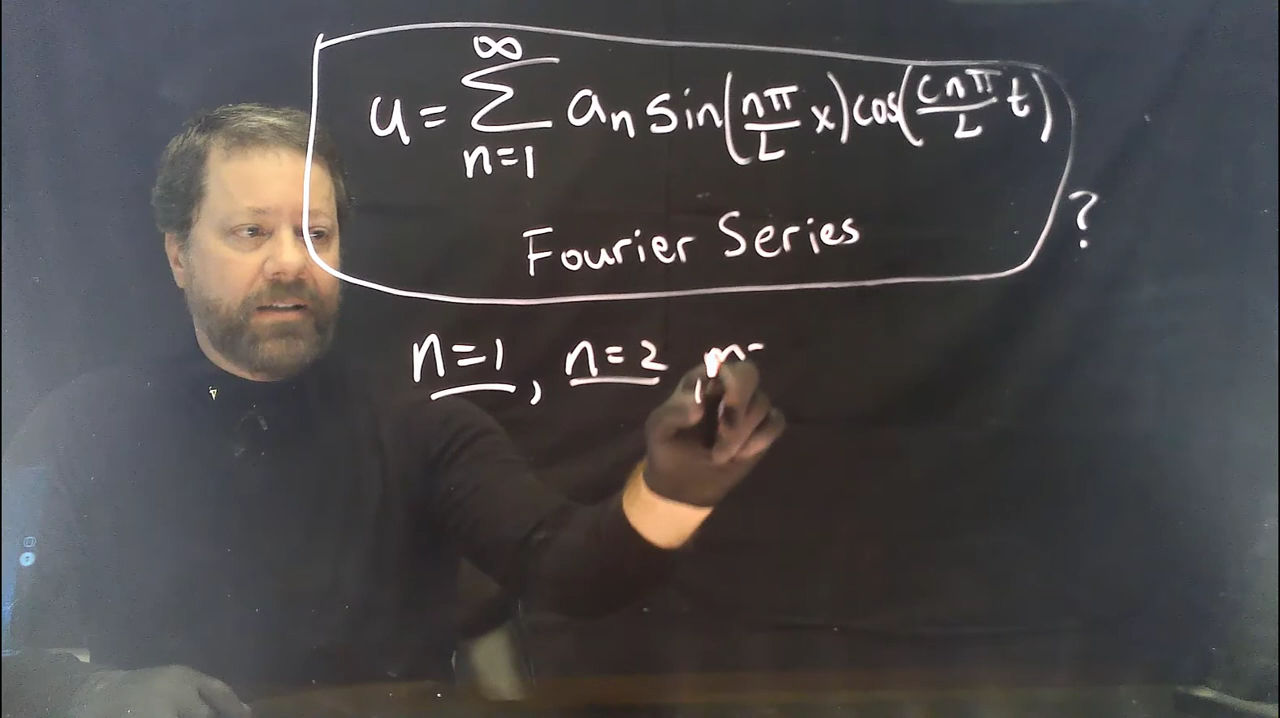 u = ∑_{n=1}^{∞} a_n sin(nπ/L x) cos(cnπ/L t)
Fourier Series
?
n=1, n=2, n=